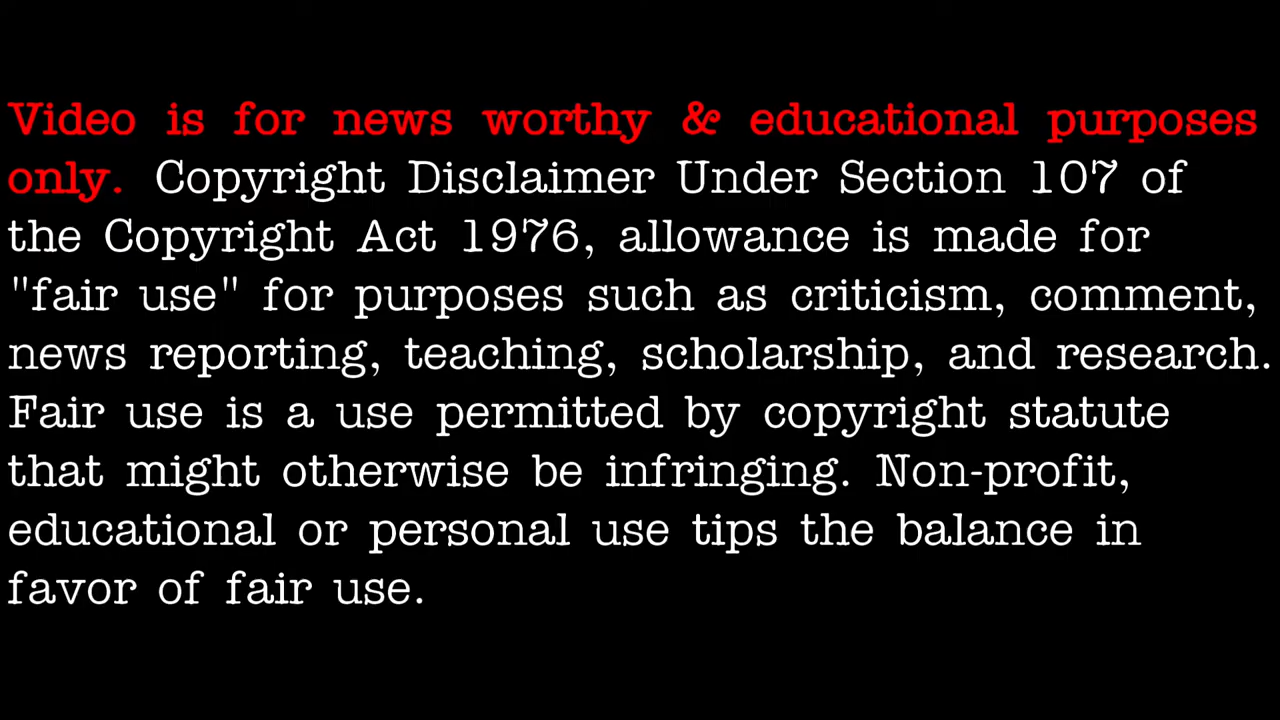 Video is for news worthy & educational purposes
only. Copyright Disclaimer Under Section 107 of
the Copyright Act 1976, allowance is made for
"fair use" for purposes such as criticism, comment,
news reporting, teaching, scholarship, and research.
Fair use is a use permitted by copyright statute
that might otherwise be infringing. Non-profit,
educational or personal use tips the balance in
favor of fair use.